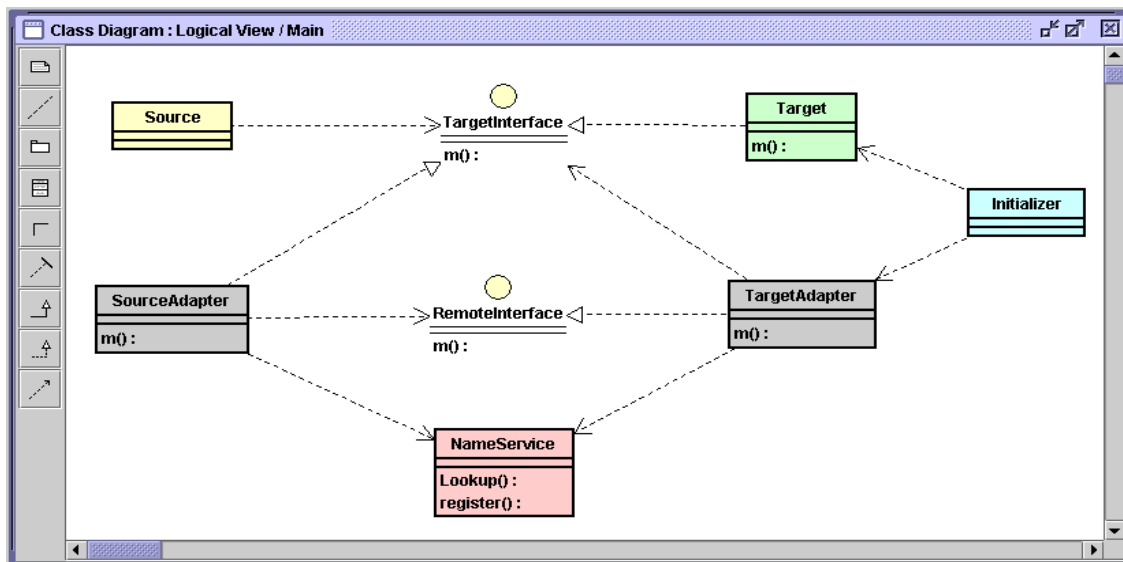 Class Diagram : Logical View / Main
Source
TargetInterface
m() :
Target
m() :
Initializer
SourceAdapter
m() :
RemoteInterface
m() :
TargetAdapter
m() :
NameService
Lookup() :
register() :